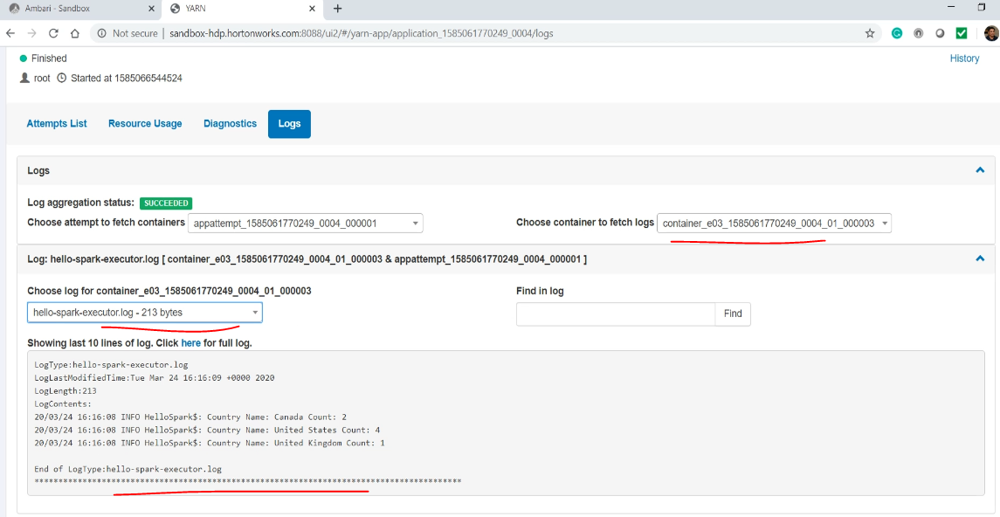 Ambari - Sandbox
YARN
Not secure | sandbox-hdp.hortonworks.com:8088/ui2/#/yarn-app/application_1585061770249_0004/logs
Finished
History
root Started at 1585066544524
Attempts List Resource Usage Diagnostics Logs
Logs
Log aggregation status: SUCCEEDED
Choose attempt to fetch containers appattempt_1585061770249_0004_000001
Choose container to fetch logs container_e03_1585061770249_0004_01_000003
Log: hello-spark-executor.log [ container_e03_1585061770249_0004_01_000003 & appattempt_1585061770249_0004_000001 ]
Choose log for container_e03_1585061770249_0004_01_000003
Find in log
hello-spark-executor.log - 213 bytes
Find
Showing last 10 lines of log. Click here for full log.
LogType:hello-spark-executor.log
LogLastModifiedTime:Tue Mar 24 16:16:09 +0000 2020
LogLength:213
LogContents:
20/03/24 16:16:08 INFO HelloSpark$: Country Name: Canada Count: 2
20/03/24 16:16:08 INFO HelloSpark$: Country Name: United States Count: 4
20/03/24 16:16:08 INFO HelloSpark$: Country Name: United Kingdom Count: 1
End of LogType:hello-spark-executor.log
***************************************************************************************